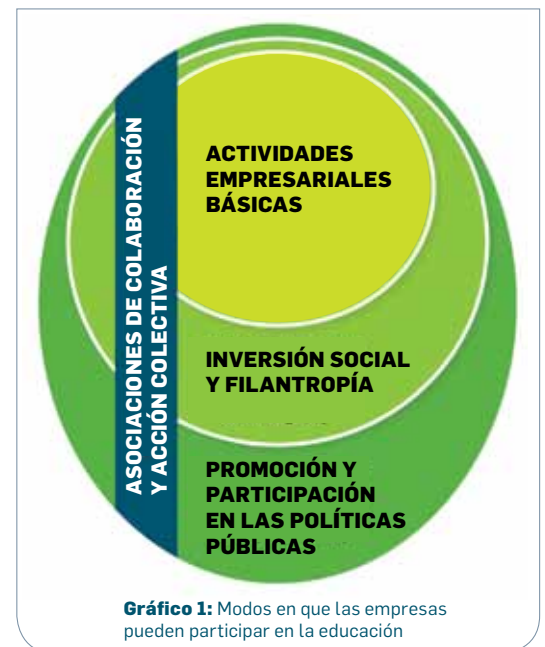 ASOCIACIONES DE COLABORACIÓN
Y ACCIÓN COLECTIVA
ACTIVIDADES
EMPRESARIALES
BÁSICAS
INVERSIÓN SOCIAL
Y FILANTROPÍA
PROMOCIÓN Y
PARTICIPACIÓN
EN LAS POLÍTICAS
PÚBLICAS
Gráfico 1: Modos en que las empresas
pueden participar en la educación